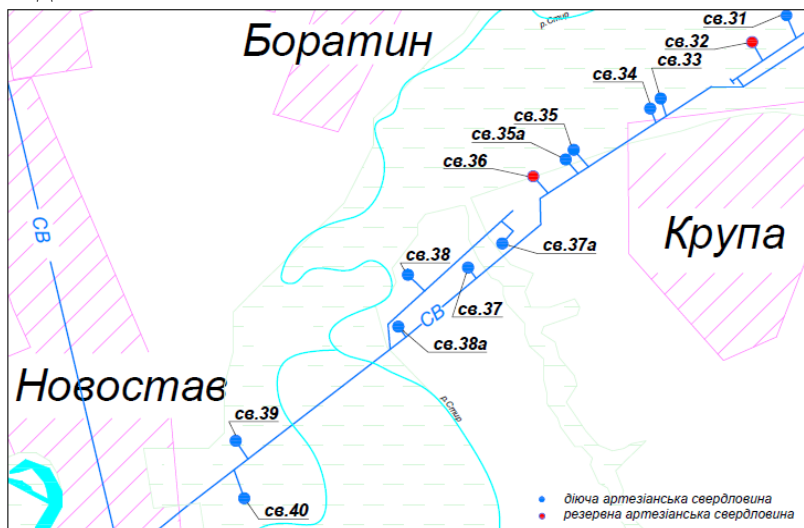 св.31
Боратин
р.Стир
св.32
св.33
св.34
св.35
св.35а
св.36
Крупа
св.37а
св.38
СВ
св.37
СВ
св.38а
Новостав
р.Стир
св.39
св.40
діюча артезіанська свердловина
резервна артезіанська свердловина